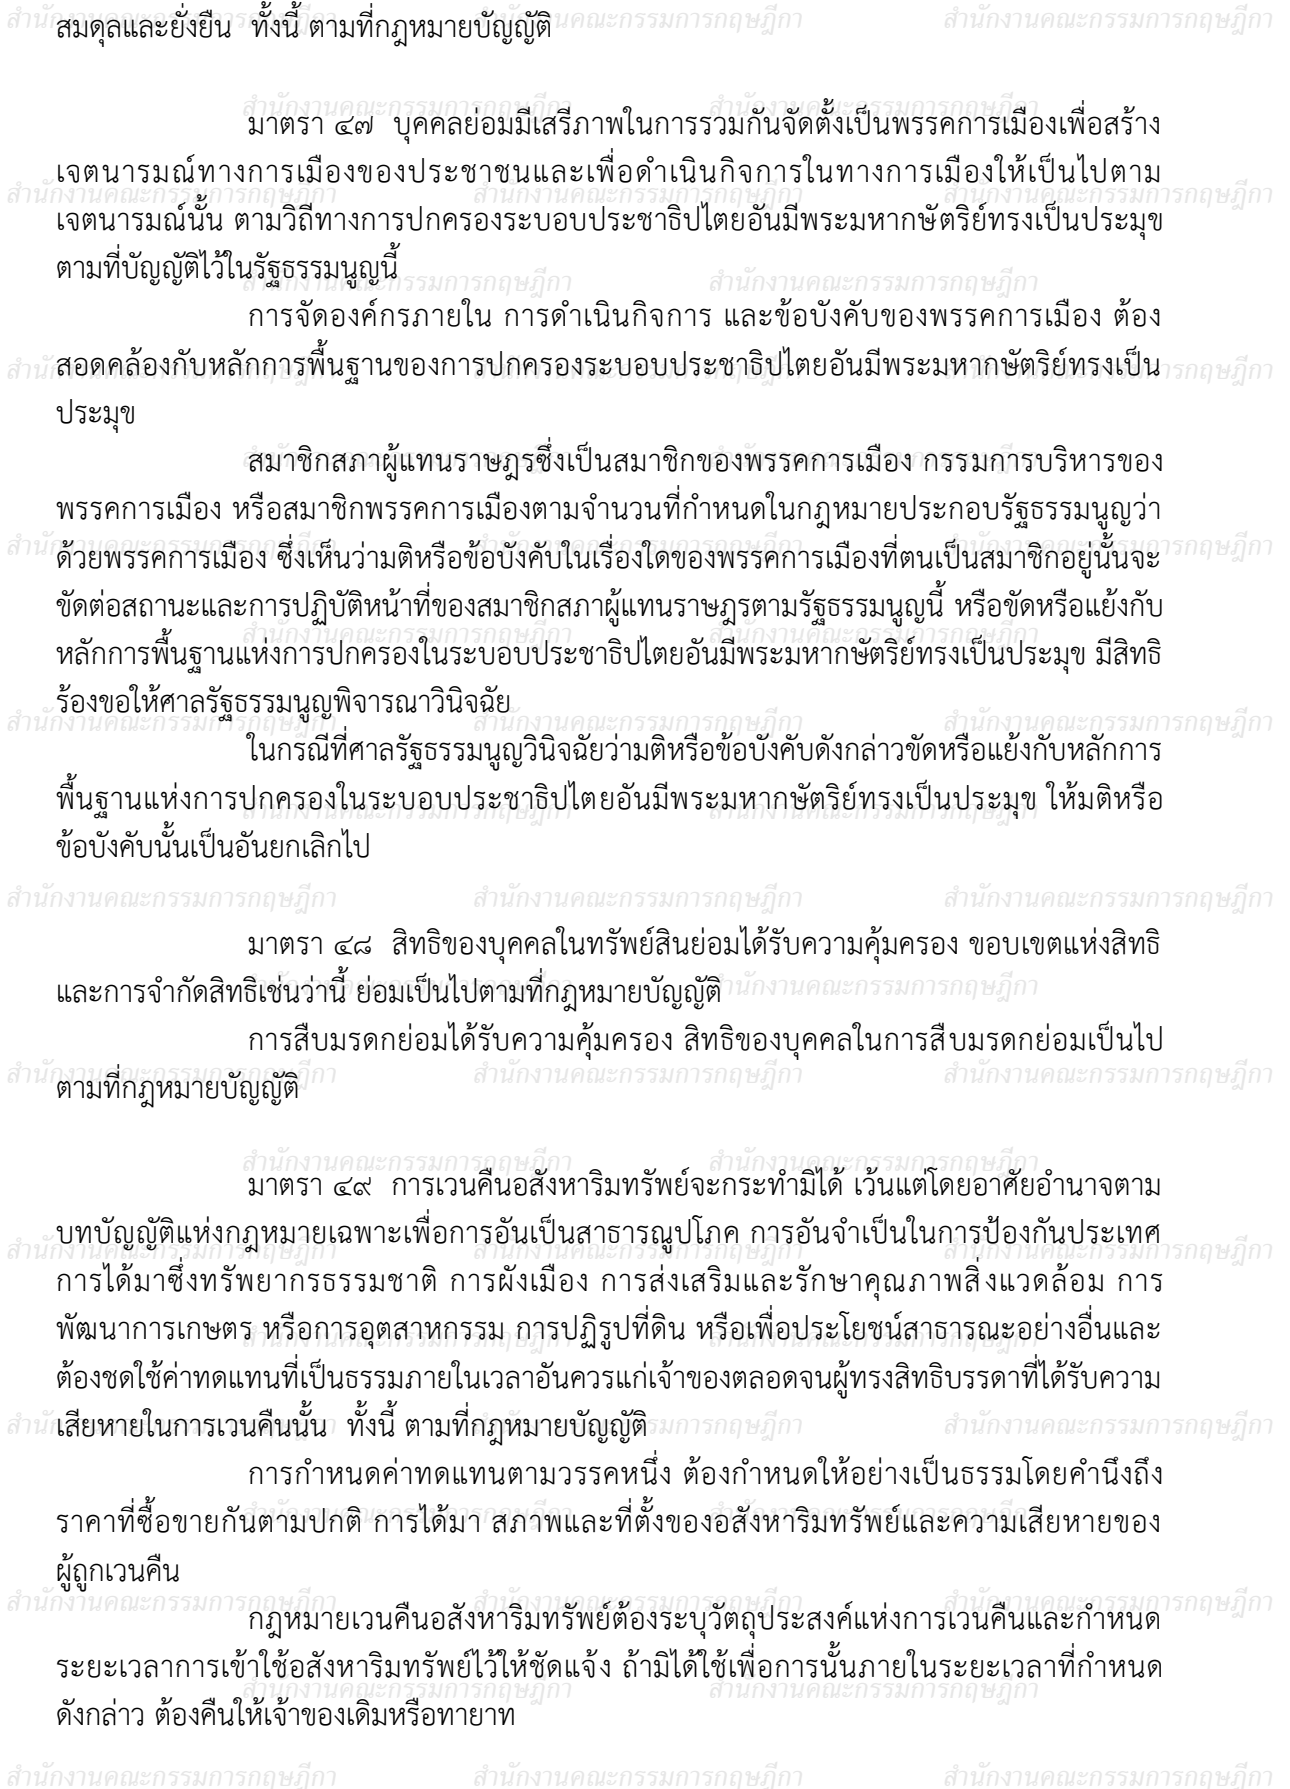 สมดุลและยั่งยืน  ทั้งนี้ ตามที่กฎหมายบัญญัติ
มาตรา ๔๗  บุคคลย่อมมีเสรีภาพในการรวมกันจัดตั้งเป็นพรรคการเมืองเพื่อสร้าง
เจตนารมณ์ทางการเมืองของประชาชนและเพื่อดำเนินกิจการในทางการเมืองให้เป็นไปตาม
เจตนารมณ์นั้น ตามวิถีทางการปกครองระบอบประชาธิปไตยอันมีพระมหากษัตริย์ทรงเป็นประมุข
ตามที่บัญญัติไว้ในรัฐธรรมนูญนี้
การจัดองค์กรภายใน การดำเนินกิจการ และข้อบังคับของพรรคการเมือง ต้อง
สอดคล้องกับหลักการพื้นฐานของการปกครองระบอบประชาธิปไตยอันมีพระมหากษัตริย์ทรงเป็น
ประมุข
สมาชิกสภาผู้แทนราษฎรซึ่งเป็นสมาชิกของพรรคการเมือง กรรมการบริหารของ
พรรคการเมือง หรือสมาชิกพรรคการเมืองตามจำนวนที่กำหนดในกฎหมายประกอบรัฐธรรมนูญว่า
ด้วยพรรคการเมือง ซึ่งเห็นว่ามติหรือข้อบังคับในเรื่องใดของพรรคการเมืองที่ตนเป็นสมาชิกอยู่นั้นจะ
ขัดต่อสถานะและการปฏิบัติหน้าที่ของสมาชิกสภาผู้แทนราษฎรตามรัฐธรรมนูญนี้ หรือขัดหรือแย้งกับ
หลักการพื้นฐานแห่งการปกครองในระบอบประชาธิปไตยอันมีพระมหากษัตริย์ทรงเป็นประมุข มีสิทธิ
ร้องขอให้ศาลรัฐธรรมนูญพิจารณาวินิจฉัย
ในกรณีที่ศาลรัฐธรรมนูญวินิจฉัยว่ามติหรือข้อบังคับดังกล่าวขัดหรือแย้งกับหลักการ
พื้นฐานแห่งการปกครองในระบอบประชาธิปไตยอันมีพระมหากษัตริย์ทรงเป็นประมุข ให้มติหรือ
ข้อบังคับนั้นเป็นอันยกเลิกไป
มาตรา ๔๘  สิทธิของบุคคลในทรัพย์สินย่อมได้รับความคุ้มครอง ขอบเขตแห่งสิทธิ
และการจำกัดสิทธิเช่นว่านี้ ย่อมเป็นไปตามที่กฎหมายบัญญัติ
การสืบมรดกย่อมได้รับความคุ้มครอง สิทธิของบุคคลในการสืบมรดกย่อมเป็นไป
ตามที่กฎหมายบัญญัติ
มาตรา ๔๙  การเวนคืนอสังหาริมทรัพย์จะกระทำมิได้ เว้นแต่โดยอาศัยอำนาจตาม
บทบัญญัติแห่งกฎหมายเฉพาะเพื่อการอันเป็นสาธารณูปโภค การอันจำเป็นในการป้องกันประเทศ
การได้มาซึ่งทรัพยากรธรรมชาติ การผังเมือง การส่งเสริมและรักษาคุณภาพสิ่งแวดล้อม การ
พัฒนาการเกษตร หรือการอุตสาหกรรม การปฏิรูปที่ดิน หรือเพื่อประโยชน์สาธารณะอย่างอื่นและ
ต้องชดใช้ค่าทดแทนที่เป็นธรรมภายในเวลาอันควรแก่เจ้าของตลอดจนผู้ทรงสิทธิบรรดาที่ได้รับความ
เสียหายในการเวนคืนนั้น  ทั้งนี้ ตามที่กฎหมายบัญญัติ
การกำหนดค่าทดแทนตามวรรคหนึ่ง ต้องกำหนดให้อย่างเป็นธรรมโดยคำนึงถึง
ราคาที่ซื้อขายกันตามปกติ การได้มา สภาพและที่ตั้งของอสังหาริมทรัพย์และความเสียหายของ
ผู้ถูกเวนคืน
กฎหมายเวนคืนอสังหาริมทรัพย์ต้องระบุวัตถุประสงค์แห่งการเวนคืนและกำหนด
ระยะเวลาการเข้าใช้อสังหาริมทรัพย์ไว้ให้ชัดแจ้ง ถ้ามิได้ใช้เพื่อการนั้นภายในระยะเวลาที่กำหนด
ดังกล่าว ต้องคืนให้เจ้าของเดิมหรือทายาท
สำนักงานคณะกรรมการกฤษฎีกา สำนักงานคณะกรรมการกฤษฎีกา สำนักงานคณะกรรมการกฤษฎีกา